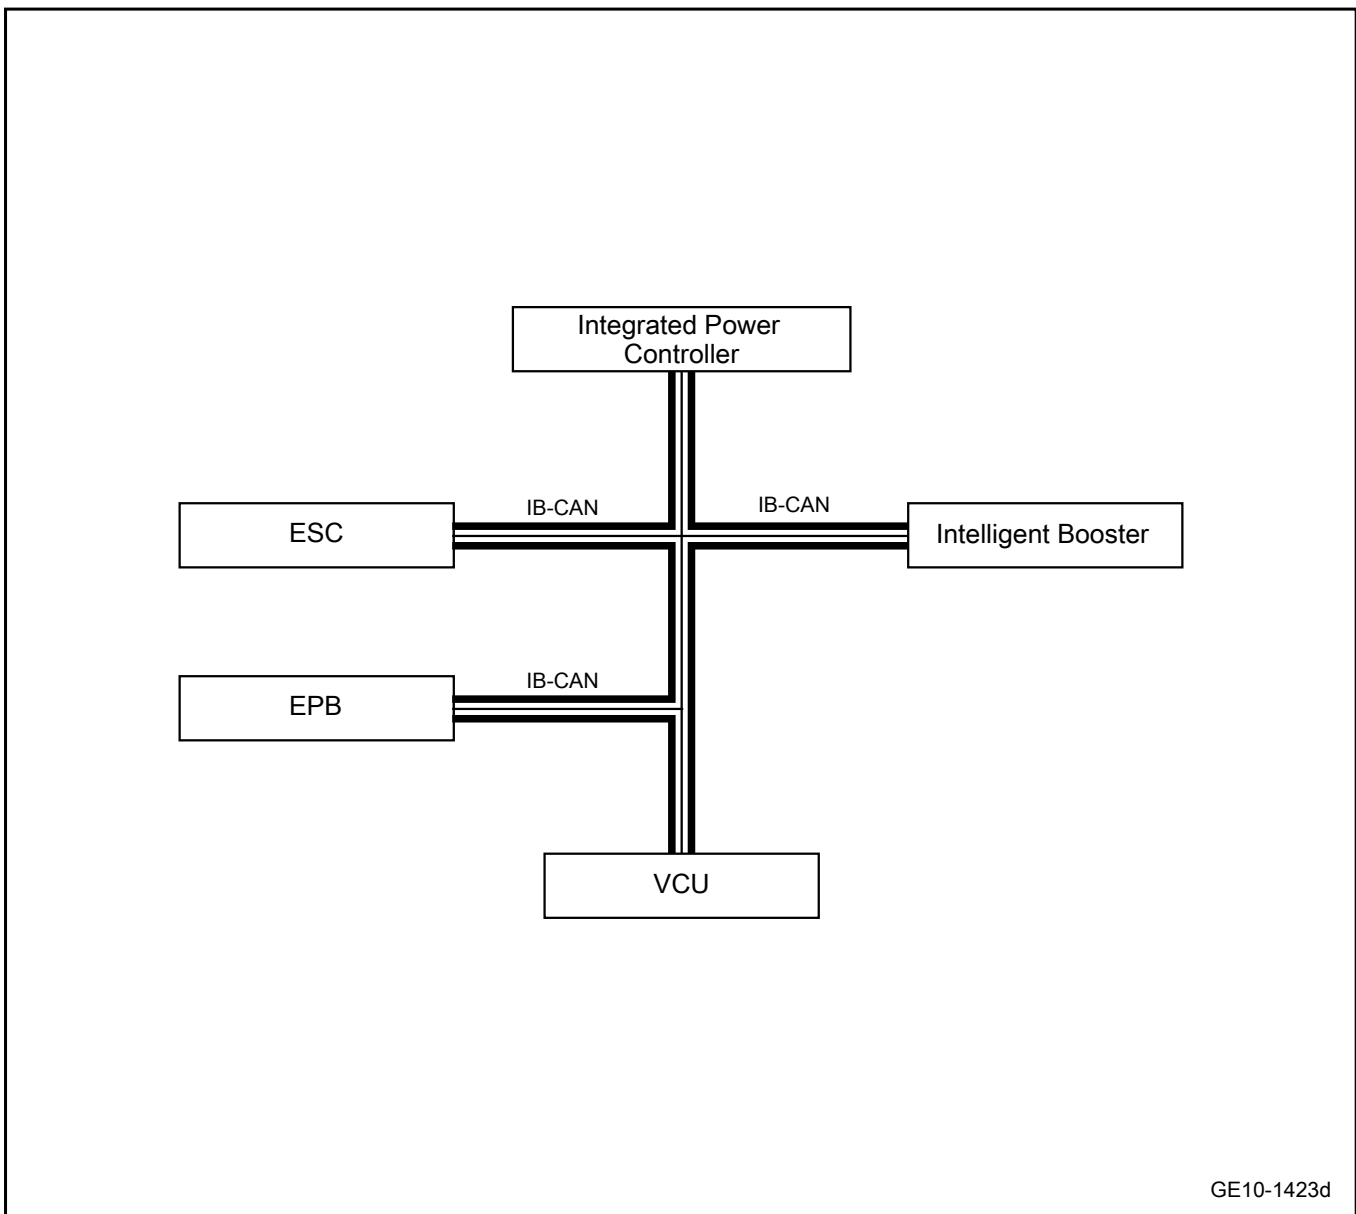 Integrated Power
Controller
IB-CAN
IB-CAN
ESC
Intelligent Booster
IB-CAN
EPB
VCU
GE10-1423d